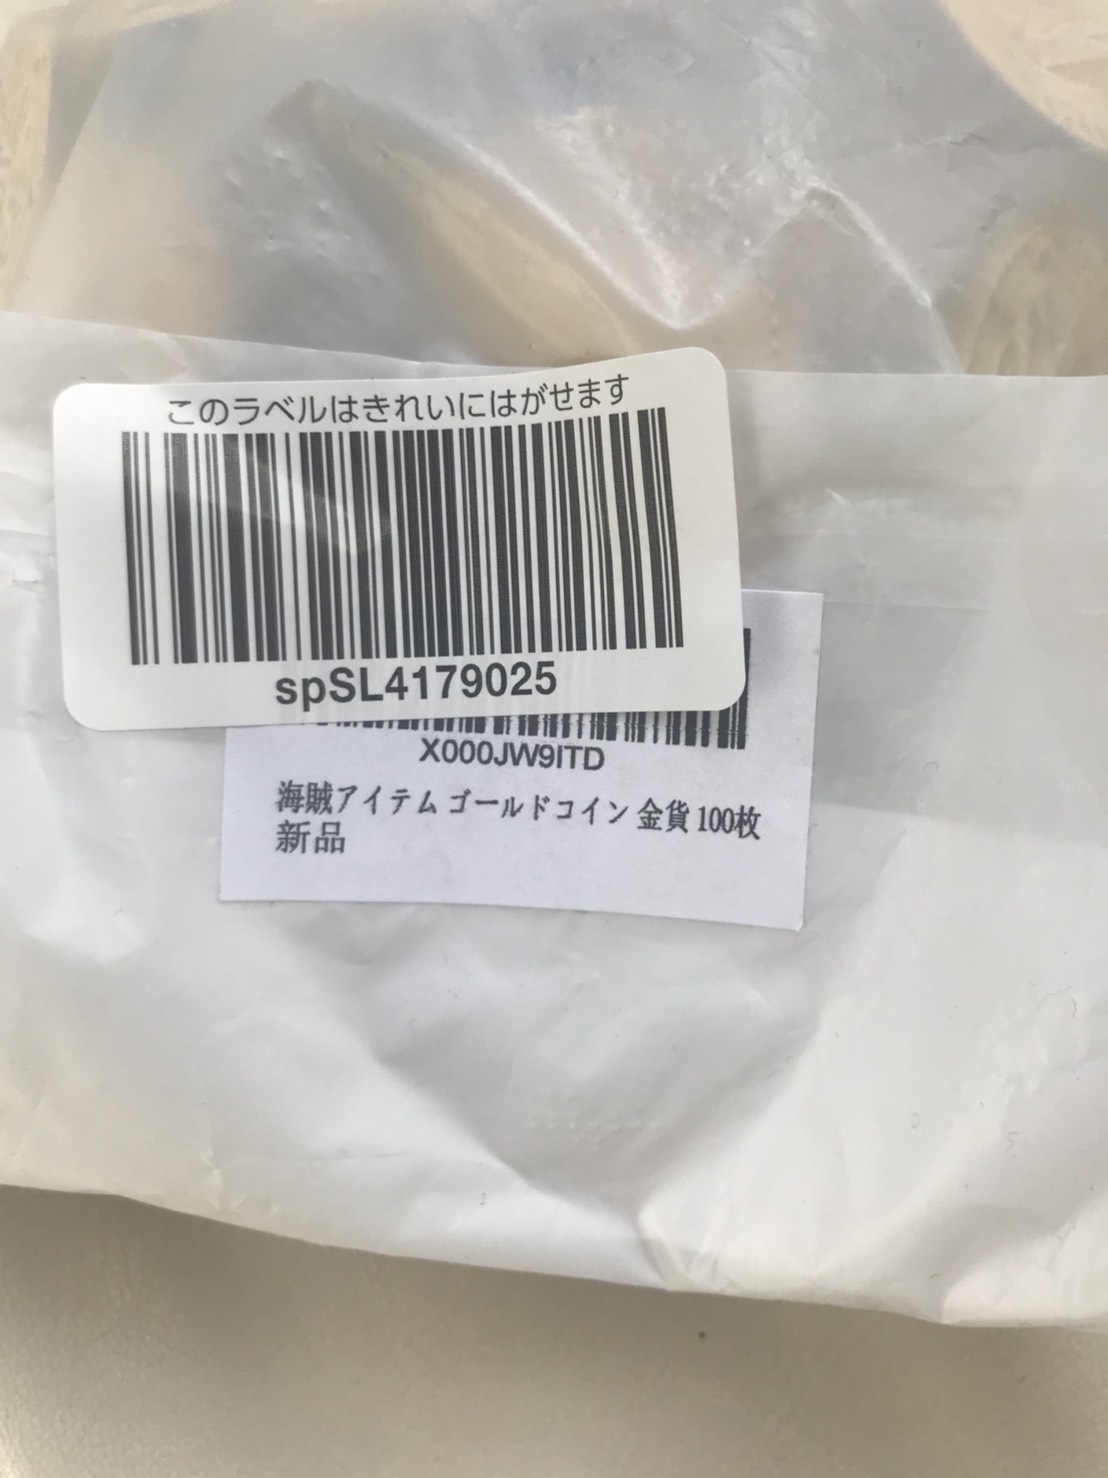 このラベルはきれいにはがせます
spSL4179025
X000JW9ITD
海賊アイテム ゴールドコイン 金貨 100枚
新品